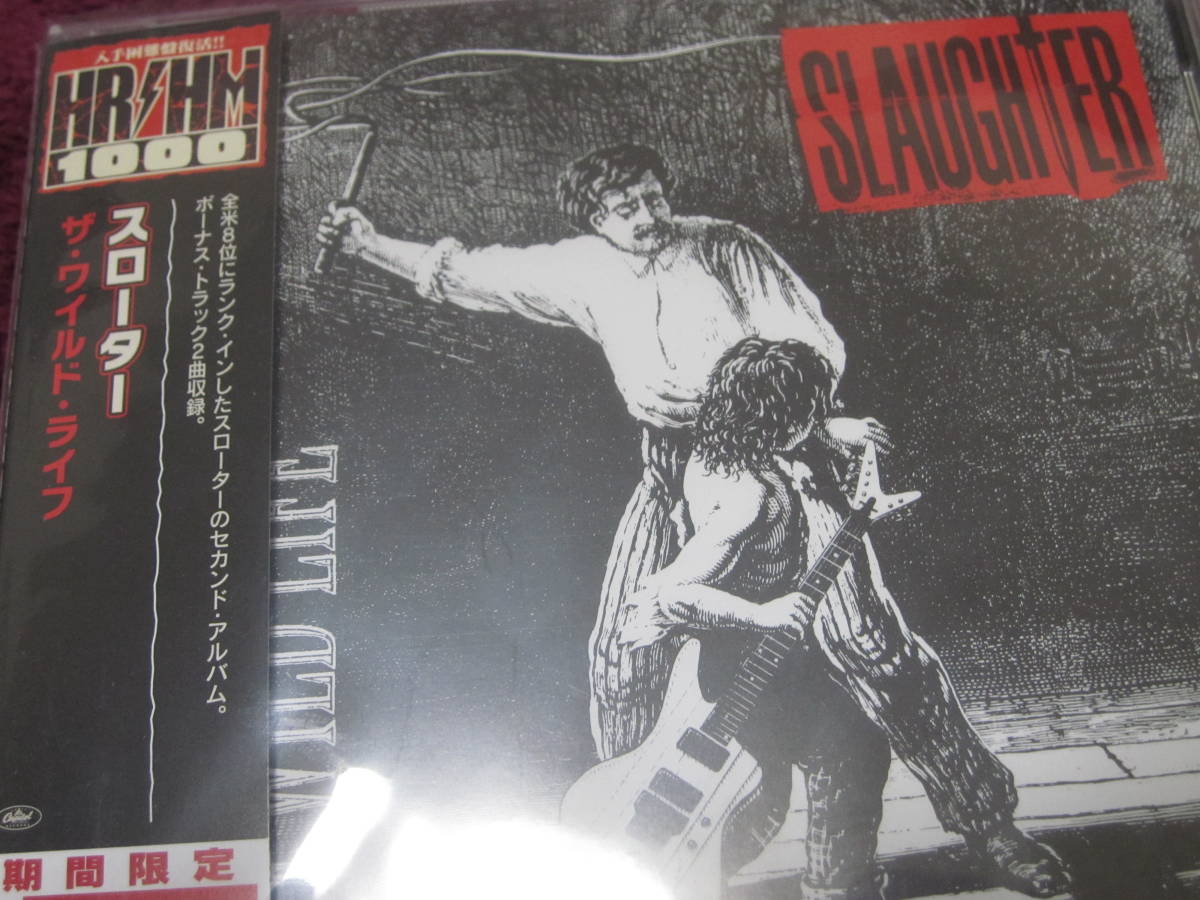 入手困難盤復活!!
HR/HM
1000
全米8位にランク・インしたスローターのセカンド・アルバム。
ボーナス・トラック2曲収録。
スローター
ザ・ワイルド・ライフ
Capitol
期間限定
SLAUGHTER
WILD LIFE